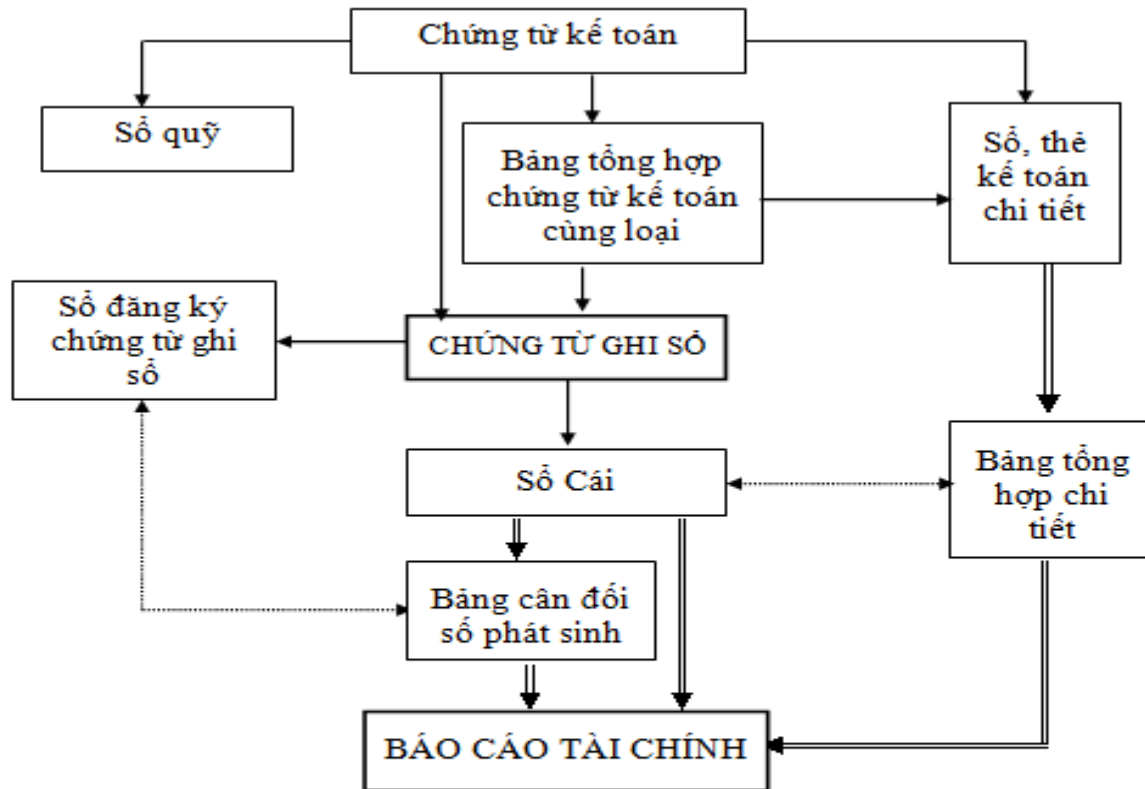 Chứng từ kế toán
Sổ quỹ
Bảng tổng hợp
chứng từ kế toán
cùng loại
Sổ, thẻ
kế toán
chi tiết
Sổ đăng ký
chứng từ ghi
sổ
CHỨNG TỪ GHI SỔ
Sổ Cái
Bảng tổng
hợp chi
tiết
Bảng cân đối
số phát sinh
BÁO CÁO TÀI CHÍNH